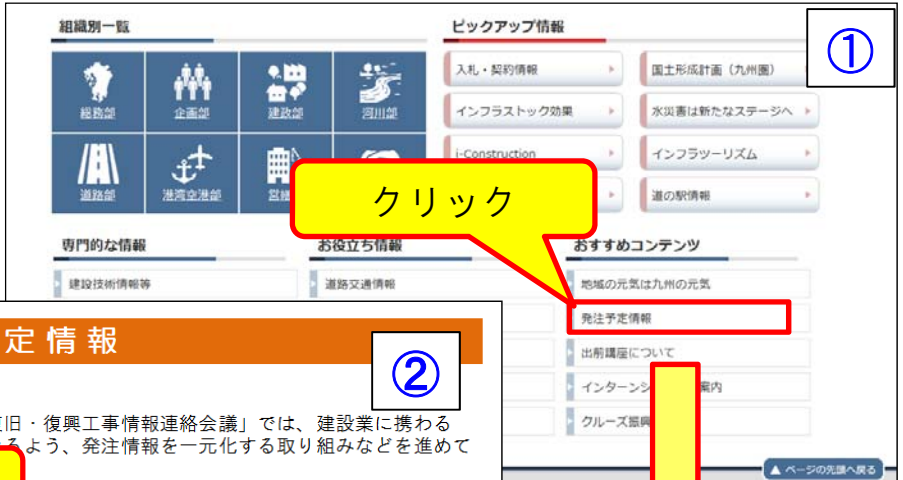 組織別一覧
ピックアップ情報
①
総務部
企画部
建政部
河川部
入札・契約情報
国土形成計画（九州圏）
インフラストック効果
水災害は新たなステージへ
道路部
港湾空港部
営繕
i-Construction
インフラツーリズム
道の駅情報
クリック
専門的な情報
お役立ち情報
おすすめコンテンツ
建設技術情報等
道路交通情報
地域の元気は九州の元気
発注予定情報
出前講座について
インターンシ
案内
クルーズ振興
▲ ページの先頭へ戻る
定情報
②
旧・復興工事情報連絡会議」では、建設業に携わる
るよう、発注情報を一元化する取り組みなどを進めて